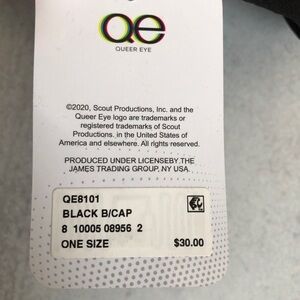 QE
QUEER EYE
©2020, Scout Productions, Inc. and the
Queer Eye logo are trademarks or
registered trademarks of Scout
Productions. in the United States of
America and elsewhere. All rights reserved.
PRODUCED UNDER LICENSEBY.THE
JAMES TRADING GROUP, NY USA.
QE8101
BLACK B/CAP
8 10005 08956 2
ONE SIZE $30.00